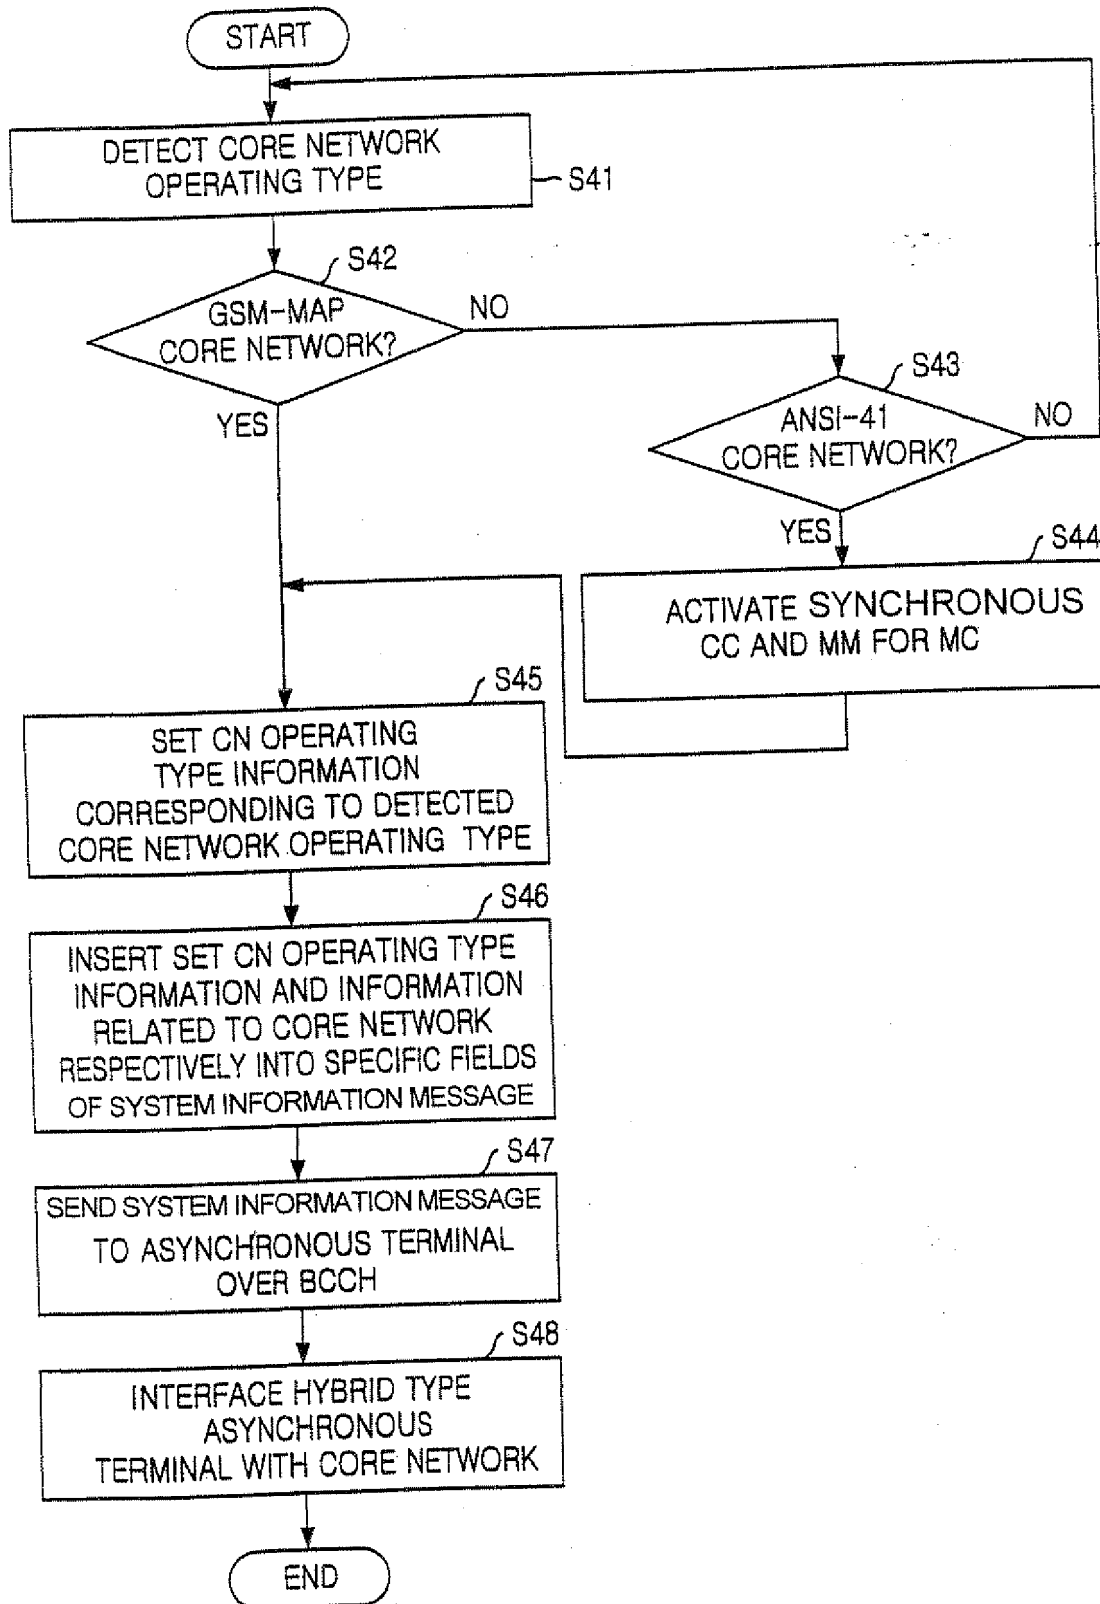 START
DETECT CORE NETWORK
OPERATING TYPE
S41
S42
GSM-MAP
CORE NETWORK?
NO
YES
S43
ANSI-41
CORE NETWORK?
NO
YES
S44
ACTIVATE SYNCHRONOUS
CC AND MM FOR MC
S45
SET CN OPERATING
TYPE INFORMATION
CORRESPONDING TO DETECTED
CORE NETWORK OPERATING TYPE
S46
INSERT SET CN OPERATING TYPE
INFORMATION AND INFORMATION
RELATED TO CORE NETWORK
RESPECTIVELY INTO SPECIFIC FIELDS
OF SYSTEM INFORMATION MESSAGE
S47
SEND SYSTEM INFORMATION MESSAGE
TO ASYNCHRONOUS TERMINAL
OVER BCCH
S48
INTERFACE HYBRID TYPE
ASYNCHRONOUS
TERMINAL WITH CORE NETWORK
END